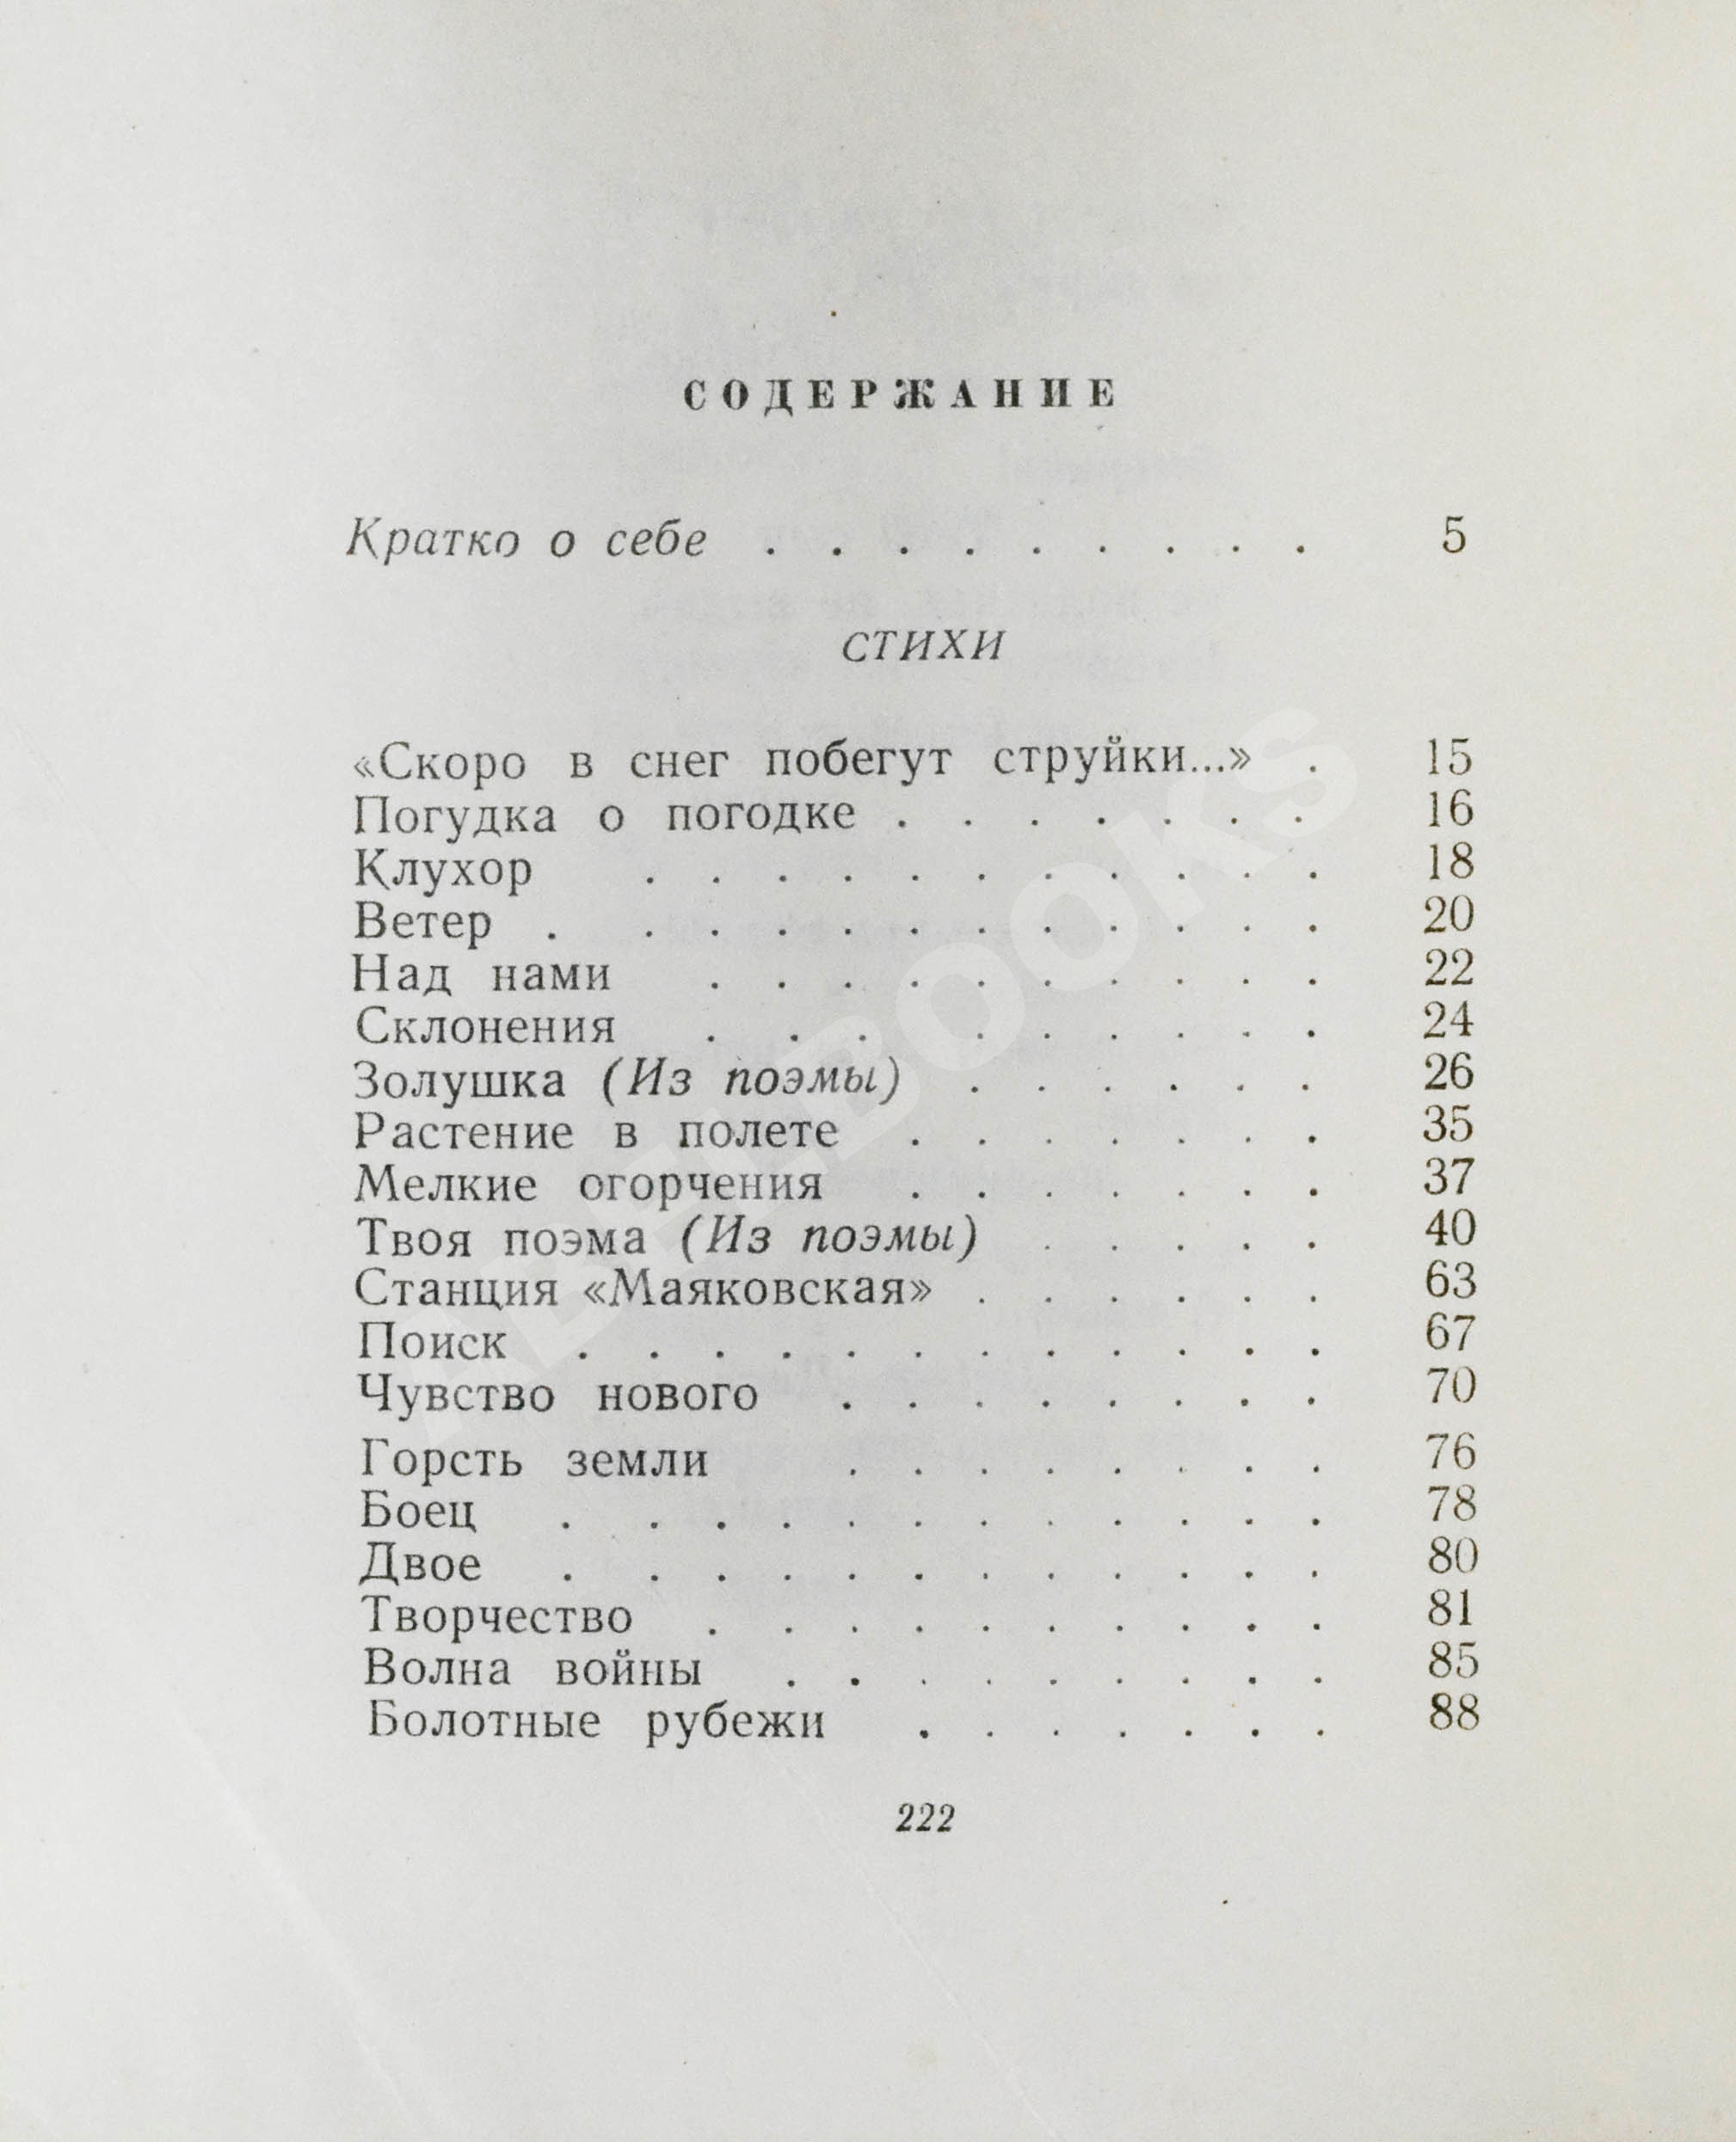 СОДЕРЖАНИЕ
Кратко о себе . . . . . . . . . 5
СТИХИ
«Скоро в снег побегут струйки...» . 15
Погудка о погодке . . . . . . . 16
Клухор . . . . . . . . . . . 18
Ветер . . . . . . . . . . . . 20
Над нами . . . . . . . . . . 22
Склонения . . . . . . . . . 24
Золушка (Из поэмы) . . . . . . 26
Растение в полете . . . . . . . 35
Мелкие огорчения . . . . . . . 37
Твоя поэма (Из поэмы) . . . . . 40
Станция «Маяковская» . . . . . . 63
Поиск . . . . . . . . . . . . 67
Чувство нового . . . . . . . . 70
Горсть земли . . . . . . . . 76
Боец . . . . . . . . . . . . 78
Двое . . . . . . . . . . . . 80
Творчество . . . . . . . . . . 81
Волна войны . . . . . . . . . 85
Болотные рубежи . . . . . . . 88
222